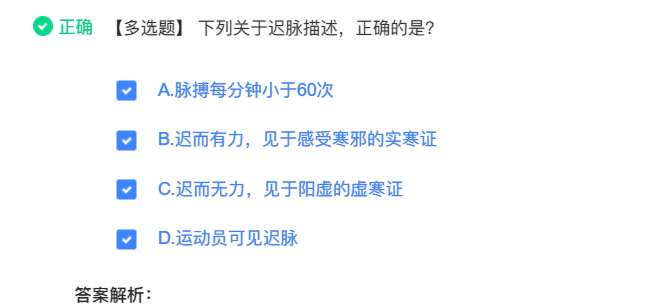 正确 【多选题】 下列关于迟脉描述，正确的是？
A.脉搏每分钟小于60次
B.迟而有力，见于感受寒邪的实寒证
C.迟而无力，见于阳虚的虚寒证
D.运动员可见迟脉
答案解析：